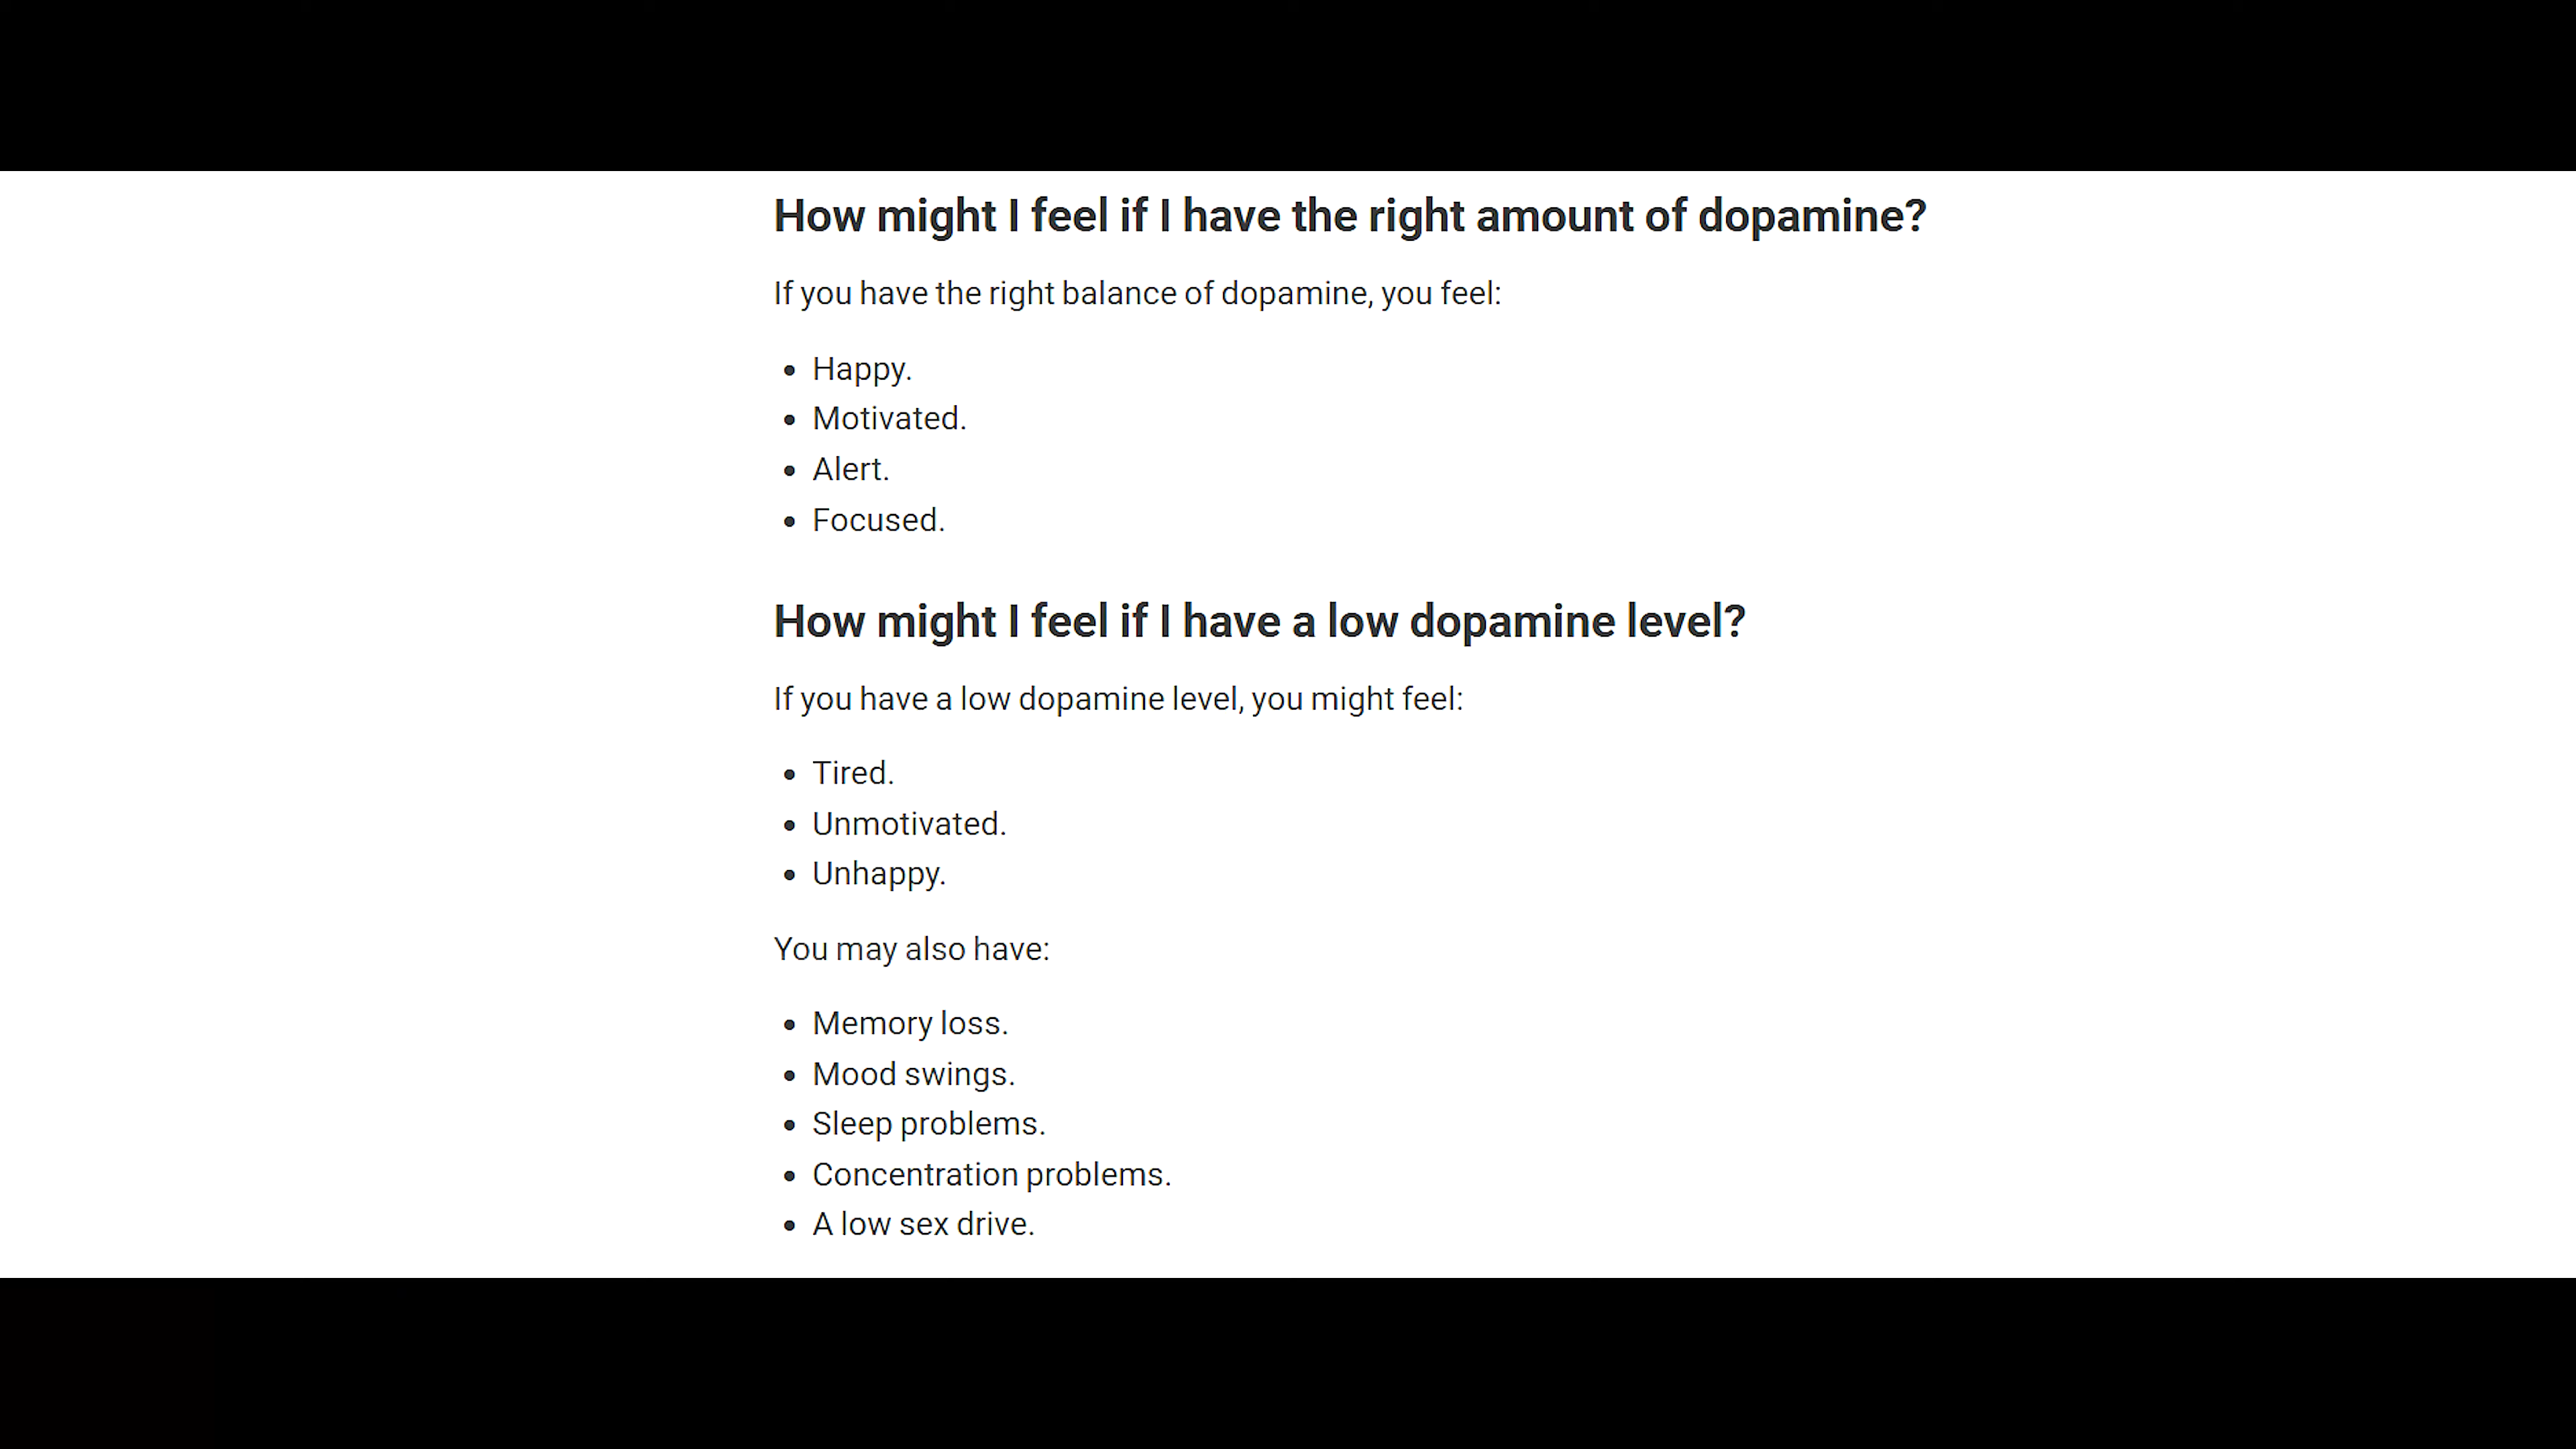 How might I feel if I have the right amount of dopamine?
If you have the right balance of dopamine, you feel:
• Happy.
• Motivated.
• Alert.
• Focused.
How might I feel if I have a low dopamine level?
If you have a low dopamine level, you might feel:
• Tired.
• Unmotivated.
• Unhappy.
You may also have:
• Memory loss.
• Mood swings.
• Sleep problems.
• Concentration problems.
• A low sex drive.